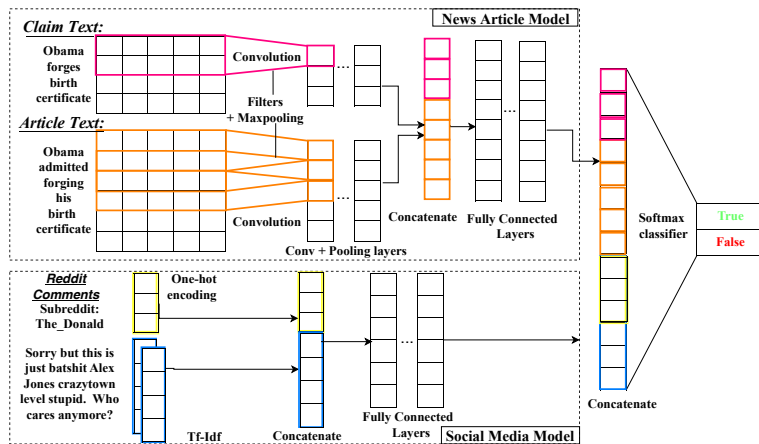 News Article Model
Claim Text:
Obama
forges
birth
certificate
Convolution
...
Filters
+ Maxpooling
Article Text:
Obama
admitted
forging
his
birth
certificate
Convolution
...
Conv + Pooling layers
Concatenate
...
Fully Connected
Layers
Softmax
classifier
True
False
Reddit
Comments
Subreddit:
The_Donald
One-hot
encoding
Sorry but this is
just batshit Alex
Jones crazytown
level stupid. Who
cares anymore?
Tf-Idf
Concatenate
...
Fully Connected
Layers
Social Media Model
Concatenate